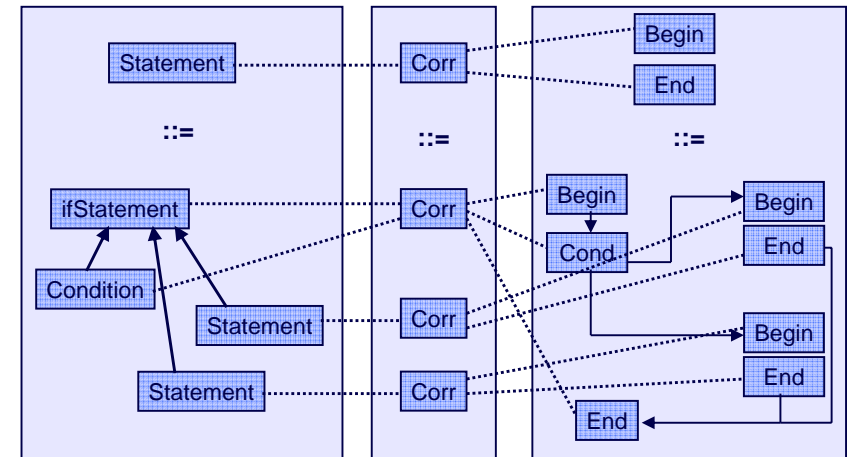 Statement
::=
ifStatement
Condition
Statement
Statement
Corr
::=
Corr
Corr
Corr
Begin
End
::=
Begin
Cond
Begin
End
Begin
End
End